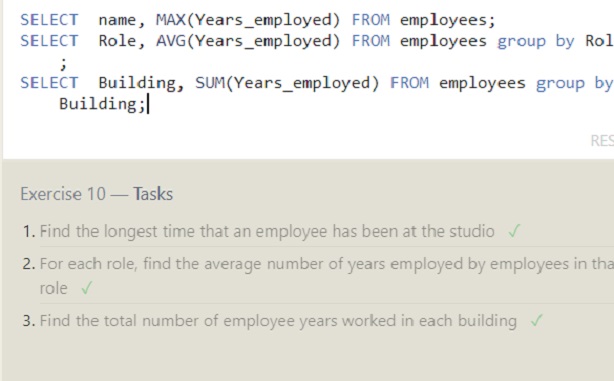 SELECT name, MAX(Years_employed) FROM employees;
SELECT Role, AVG(Years_employed) FROM employees group by Rol
;
SELECT Building, SUM(Years_employed) FROM employees group by
Building;
RES
Exercise 10 — Tasks
1. Find the longest time that an employee has been at the studio ✓
2. For each role, find the average number of years employed by employees in tha
role ✓
3. Find the total number of employee years worked in each building ✓